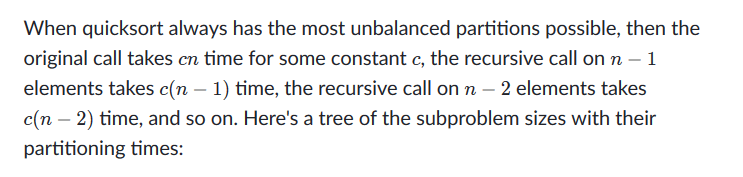 When quicksort always has the most unbalanced partitions possible, then the
original call takes cn time for some constant c, the recursive call on n − 1
elements takes c(n − 1) time, the recursive call on n − 2 elements takes
c(n − 2) time, and so on. Here's a tree of the subproblem sizes with their
partitioning times: